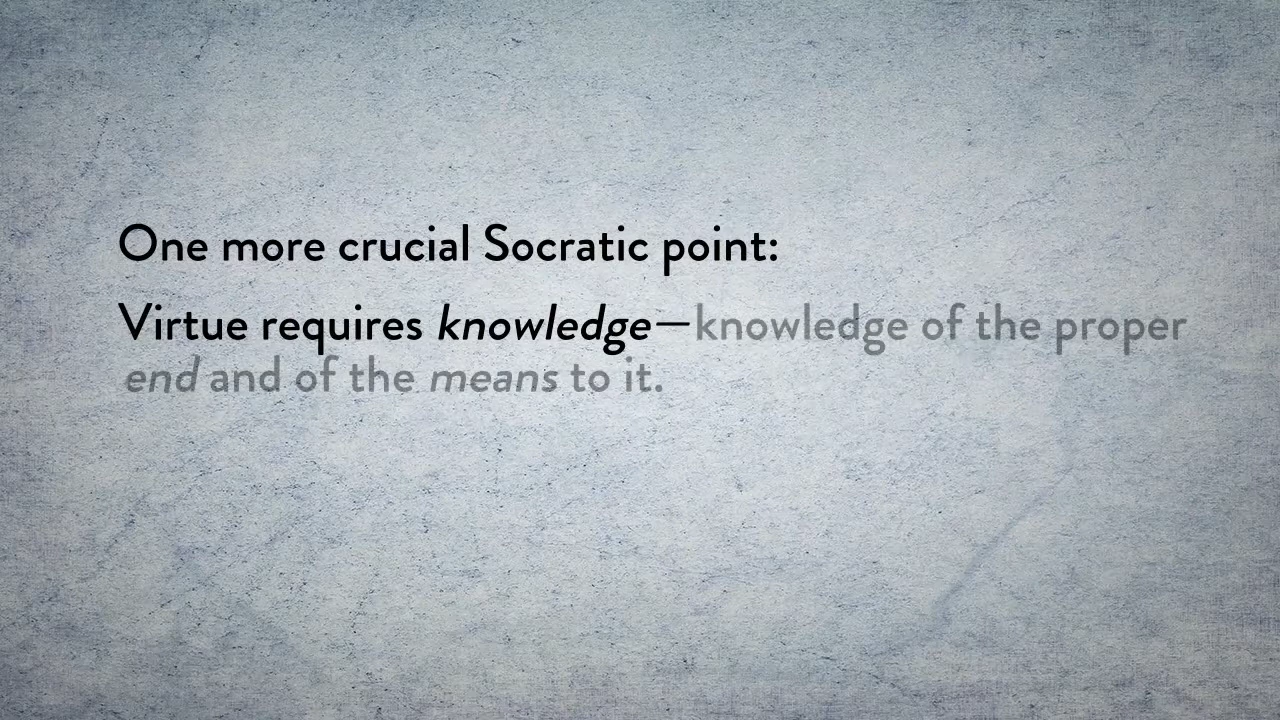 One more crucial Socratic point:
Virtue requires knowledge—knowledge of the proper
end and of the means to it.